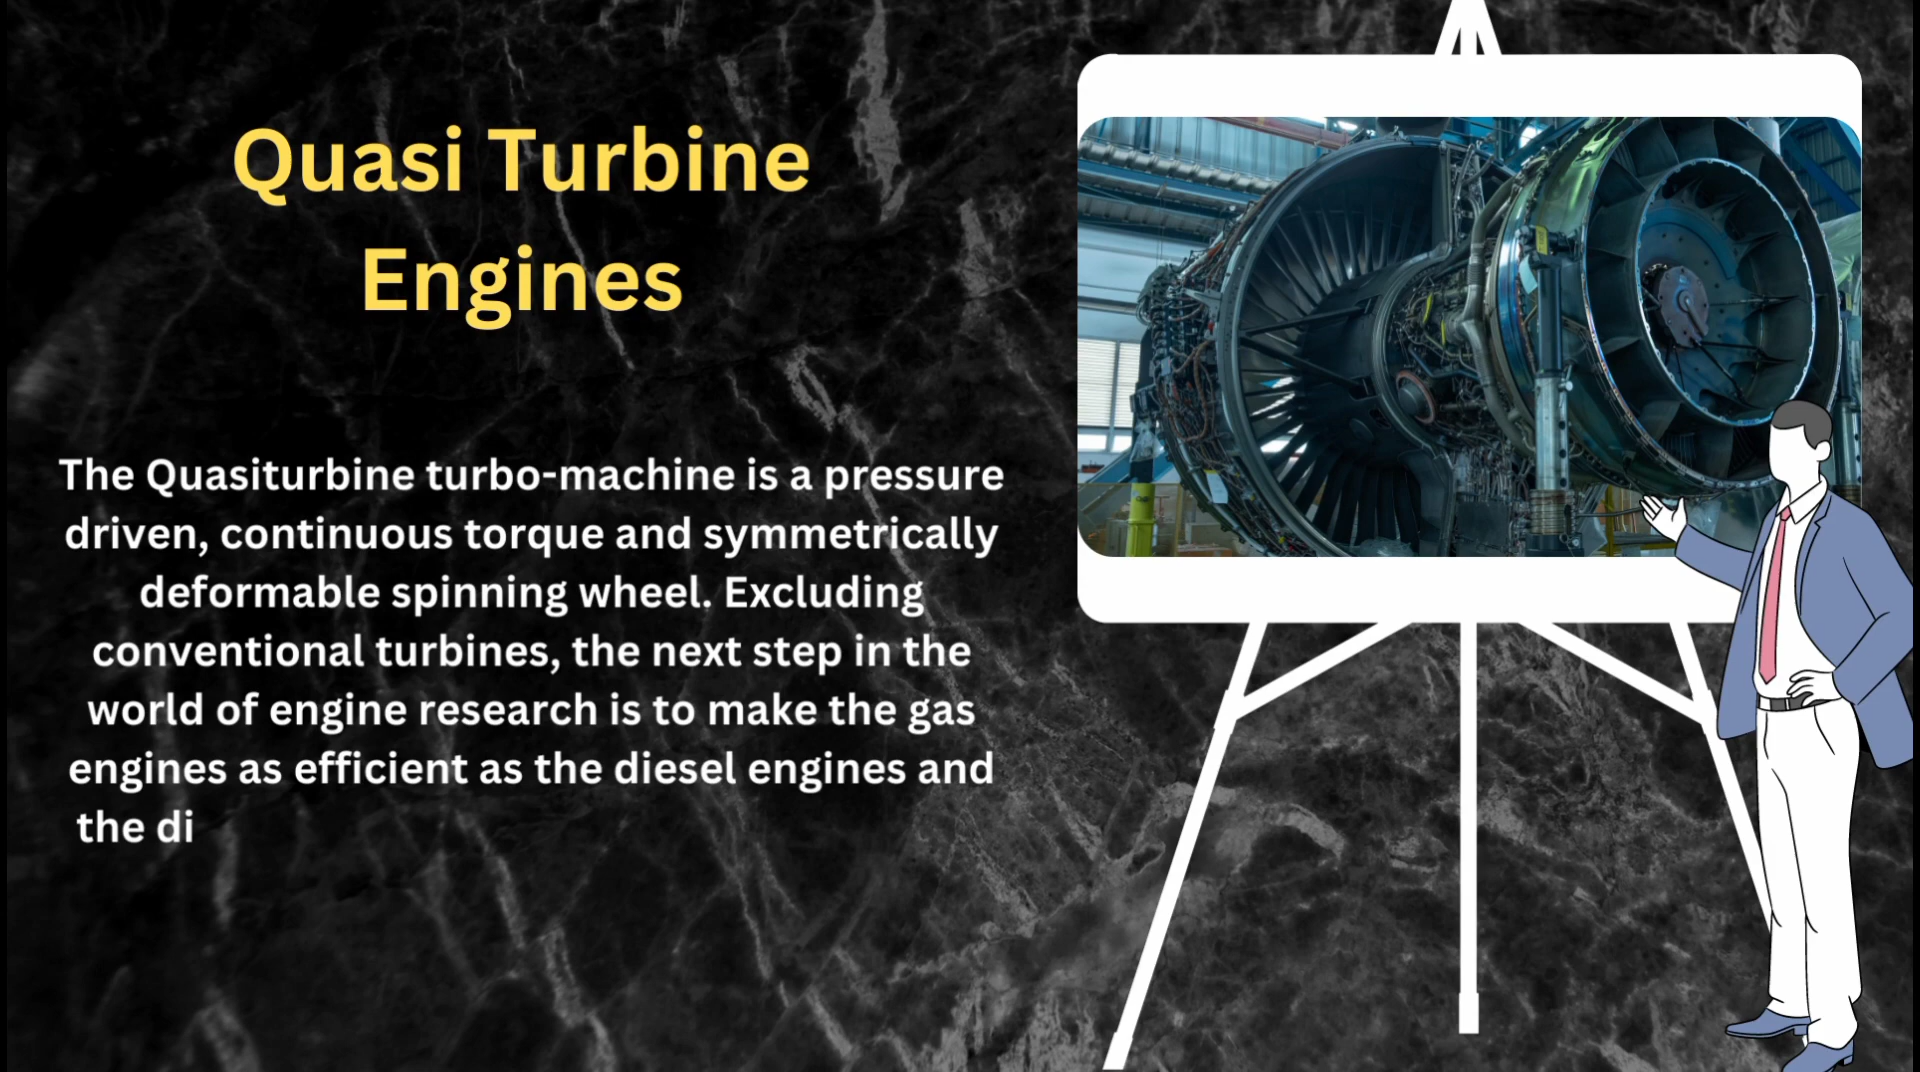 Quasi Turbine
Engines
The Quasiturbine turbo-machine is a pressure
driven, continuous torque and symmetrically
deformable spinning wheel. Excluding
conventional turbines, the next step in the
world of engine research is to make the gas
engines as efficient as the diesel engines and
the di